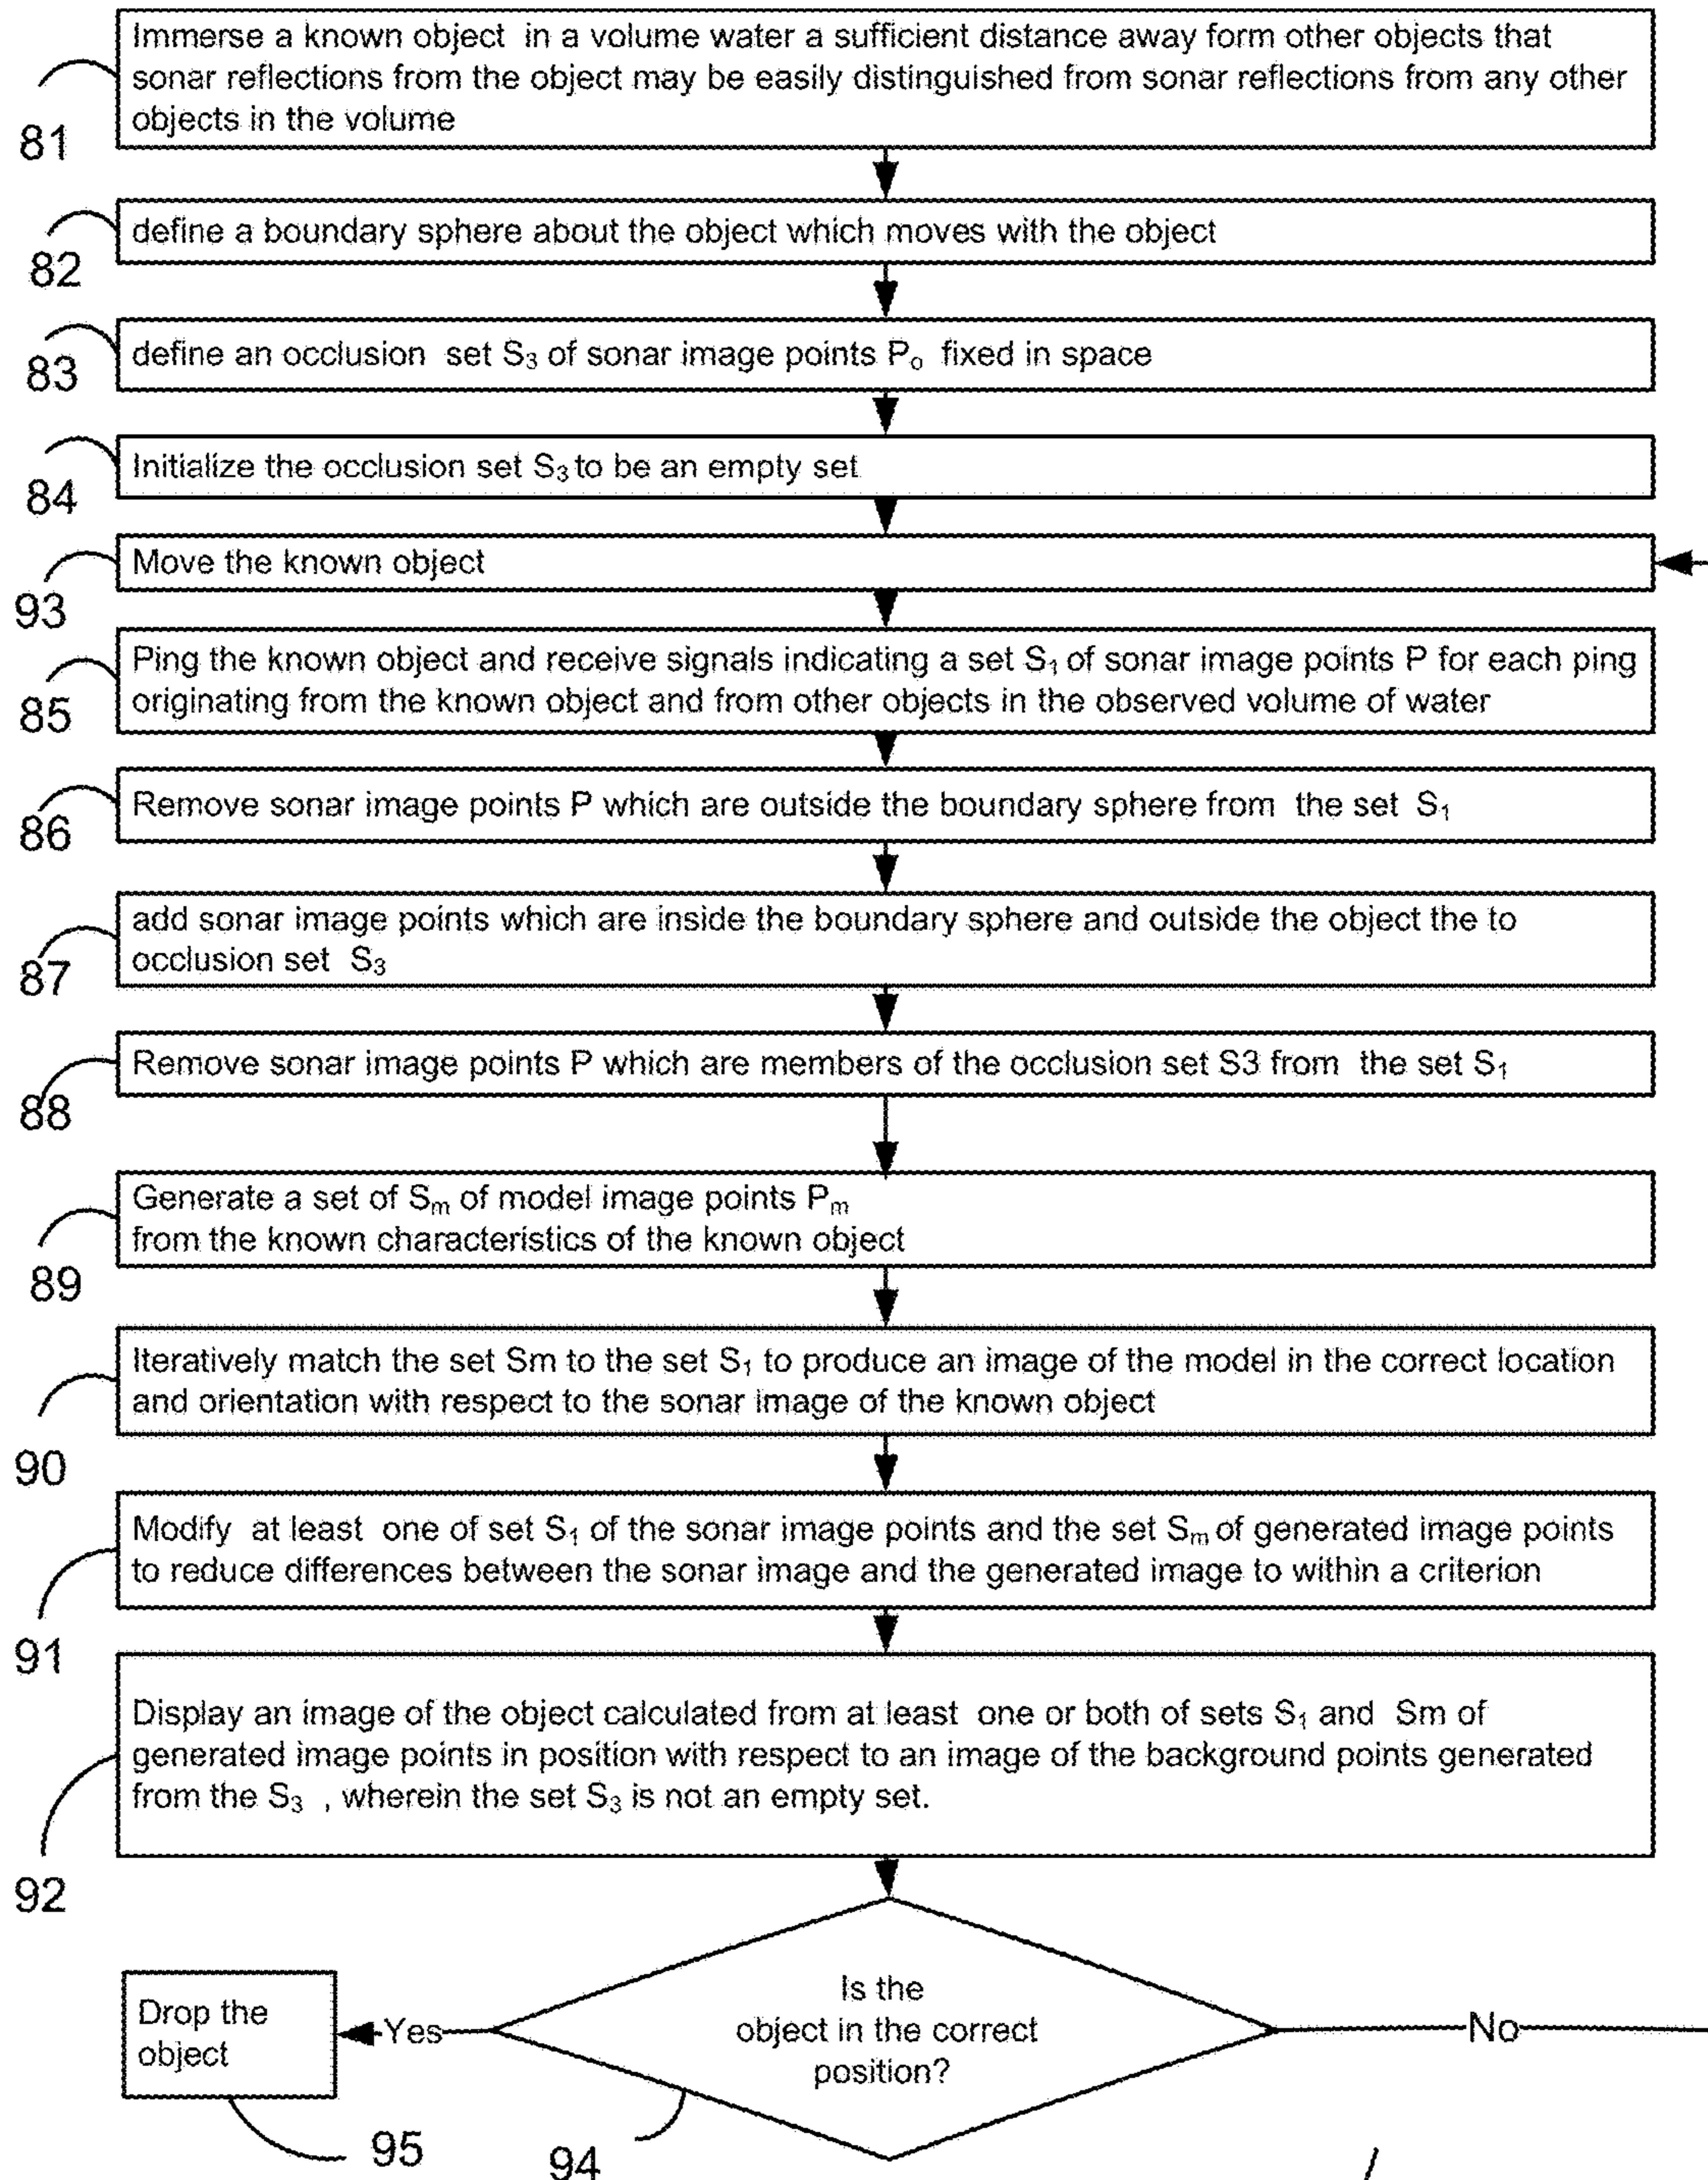 Immerse a known object in a volume water a sufficient distance away form other objects that
sonar reflections from the object may be easily distinguished from sonar reflections from any other
objects in the volume
81
define a boundary sphere about the object which moves with the object
82
define an occlusion set S₃ of sonar image points Pₒ fixed in space
83
Initialize the occlusion set S₃ to be an empty set
84
Move the known object
93
Ping the known object and receive signals indicating a set S₁ of sonar image points P for each ping
originating from the known object and from other objects in the observed volume of water
85
Remove sonar image points P which are outside the boundary sphere from the set S₁
86
add sonar image points which are inside the boundary sphere and outside the object the to
occlusion set S₃
87
Remove sonar image points P which are members of the occlusion set S3 from the set S₁
88
Generate a set of Sₘ of model image points Pₘ
from the known characteristics of the known object
89
Iteratively match the set Sm to the set S₁ to produce an image of the model in the correct location
and orientation with respect to the sonar image of the known object
90
Modify at least one of set S₁ of the sonar image points and the set Sₘ of generated image points
to reduce differences between the sonar image and the generated image to within a criterion
91
Display an image of the object calculated from at least one or both of sets S₁ and Sm of
generated image points in position with respect to an image of the background points generated
from the S₃ , wherein the set S₃ is not an empty set.
92
Is the
object in the correct
position?
Yes
No
Drop the
object
95
94